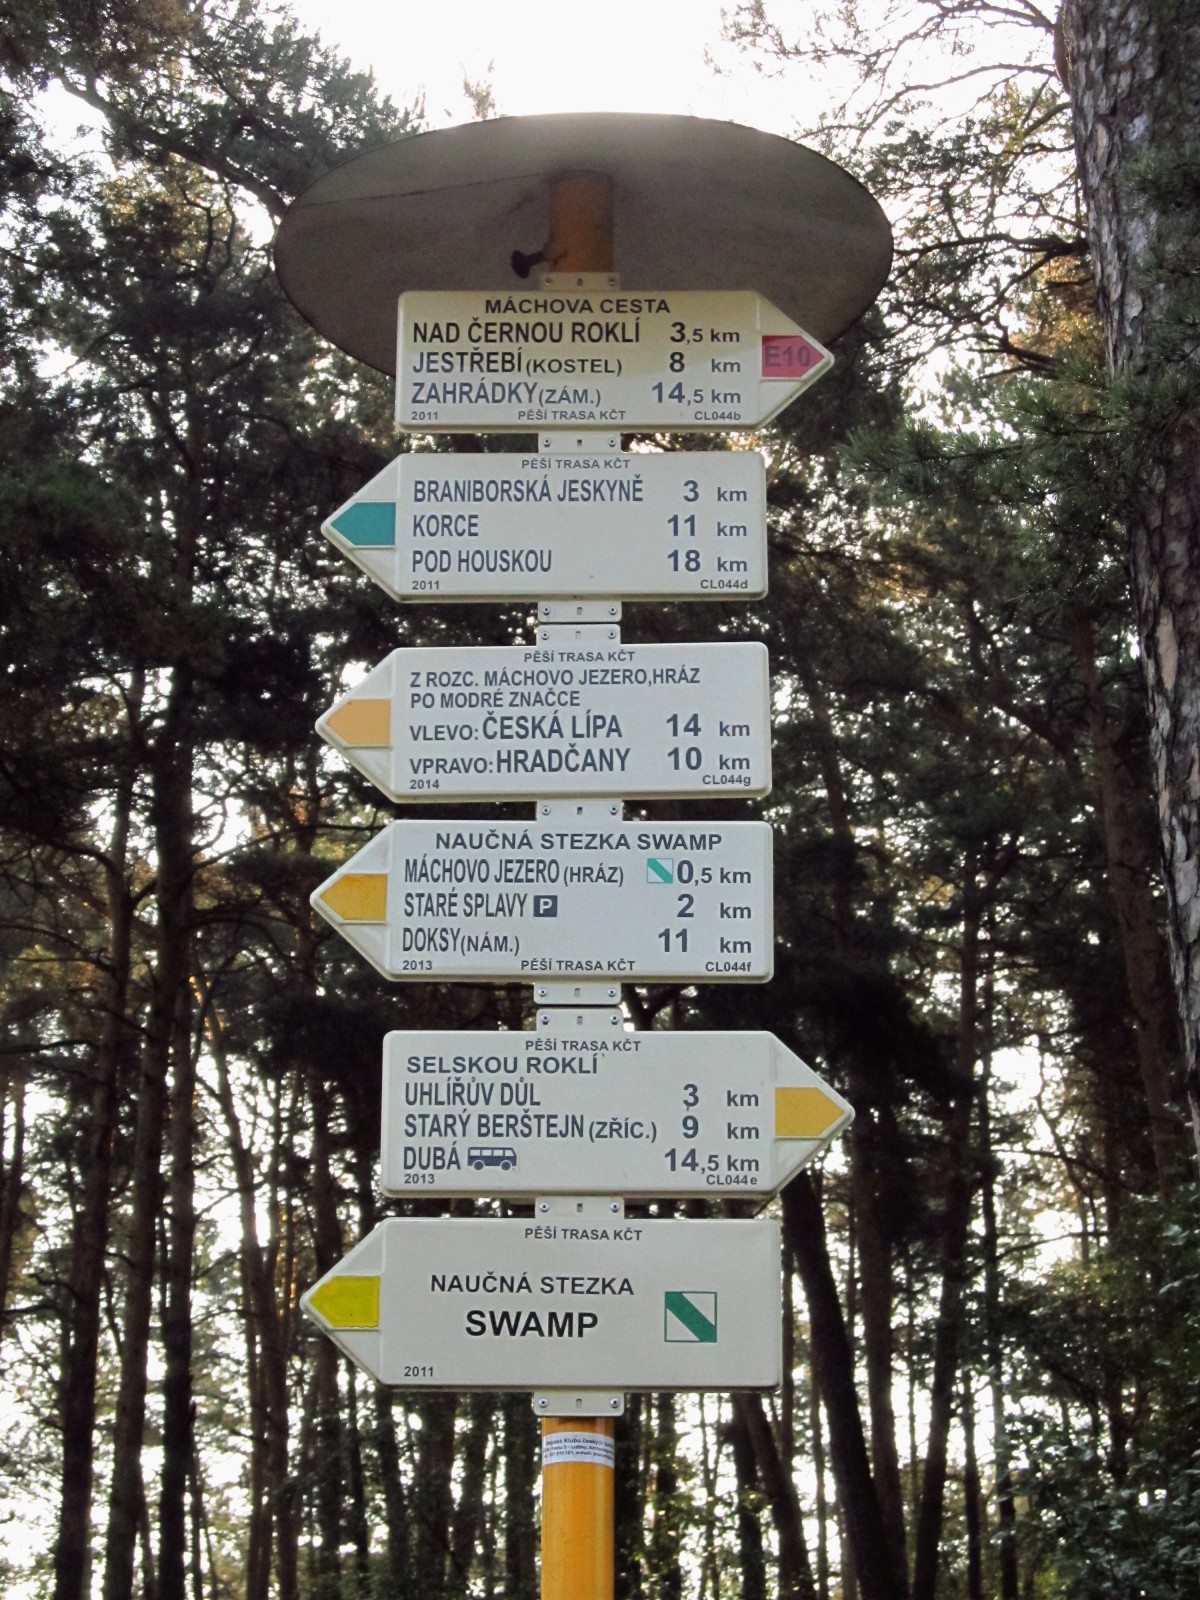 MÁCHOVA CESTA
NAD ČERNOU ROKLÍ 3,5 km
JESTŘEBÍ (KOSTEL) 8 km
E10
ZAHRÁDKY (ZÁM.) 14,5 km
2011 PĚŠÍ TRASA KČT CL044b
PĚŠÍ TRASA KČT
BRANIBORSKÁ JESKYNĚ 3 km
KORCE 11 km
POD HOUSKOU 18 km
2011 CL044d
PĚŠÍ TRASA KČT
Z ROZC. MÁCHOVO JEZERO,HRÁZ
PO MODRÉ ZNAČCE
VLEVO: ČESKÁ LÍPA 14 km
VPRAVO: HRADČANY 10 km
2014 CL044g
NAUČNÁ STEZKA SWAMP
MÁCHOVO JEZERO (HRÁZ) 0,5 km
STARÉ SPLAVY P 2 km
DOKSY (NÁM.) 11 km
2013 PĚŠÍ TRASA KČT CL044f
PĚŠÍ TRASA KČT
SELSKOU ROKLÍ
UHLÍŘŮV DŮL 3 km
STARÝ BERŠTEJN (ZŘÍC.) 9 km
DUBÁ 14,5 km
2013 CL044e
PĚŠÍ TRASA KČT
NAUČNÁ STEZKA
SWAMP
2011